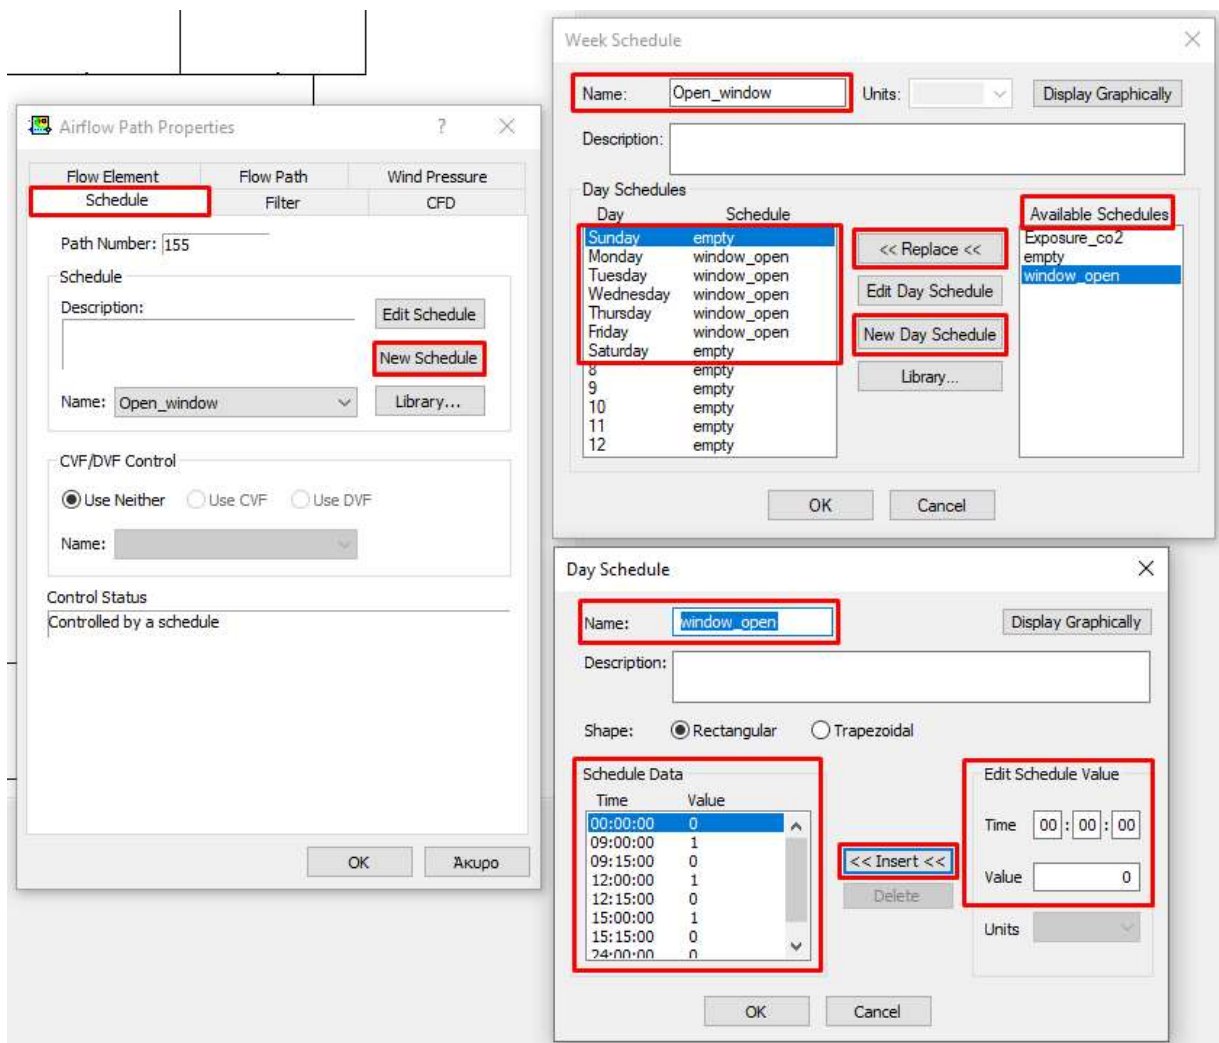 Airflow Path Properties ?
Flow Element Flow Path Wind Pressure
Schedule Filter CFD
Path Number: 155
Schedule
Description:
Edit Schedule
New Schedule
Name: Open_window Library...
CVF/DVF Control
Use Neither Use CVF Use DVF
Name:
Control Status
Controlled by a schedule
OK Άκυρο
Week Schedule
Name: Open_window Units: Display Graphically
Description:
Day Schedules
Day Schedule
Sunday empty
Monday window_open
Tuesday window_open
Wednesday window_open
Thursday window_open
Friday window_open
Saturday empty
8 empty
9 empty
10 empty
11 empty
12 empty
<< Replace <<
Edit Day Schedule
New Day Schedule
Library...
Available Schedules
Exposure_co2
empty
window_open
OK Cancel
Day Schedule
Name: window_open Display Graphically
Description:
Shape: Rectangular Trapezoidal
Schedule Data
Time Value
00:00:00 0
09:00:00 1
09:15:00 0
12:00:00 1
12:15:00 0
15:00:00 1
15:15:00 0
24:00:00 0
<< Insert <<
Delete
Edit Schedule Value
Time 00 : 00 : 00
Value 0
Units
OK Cancel